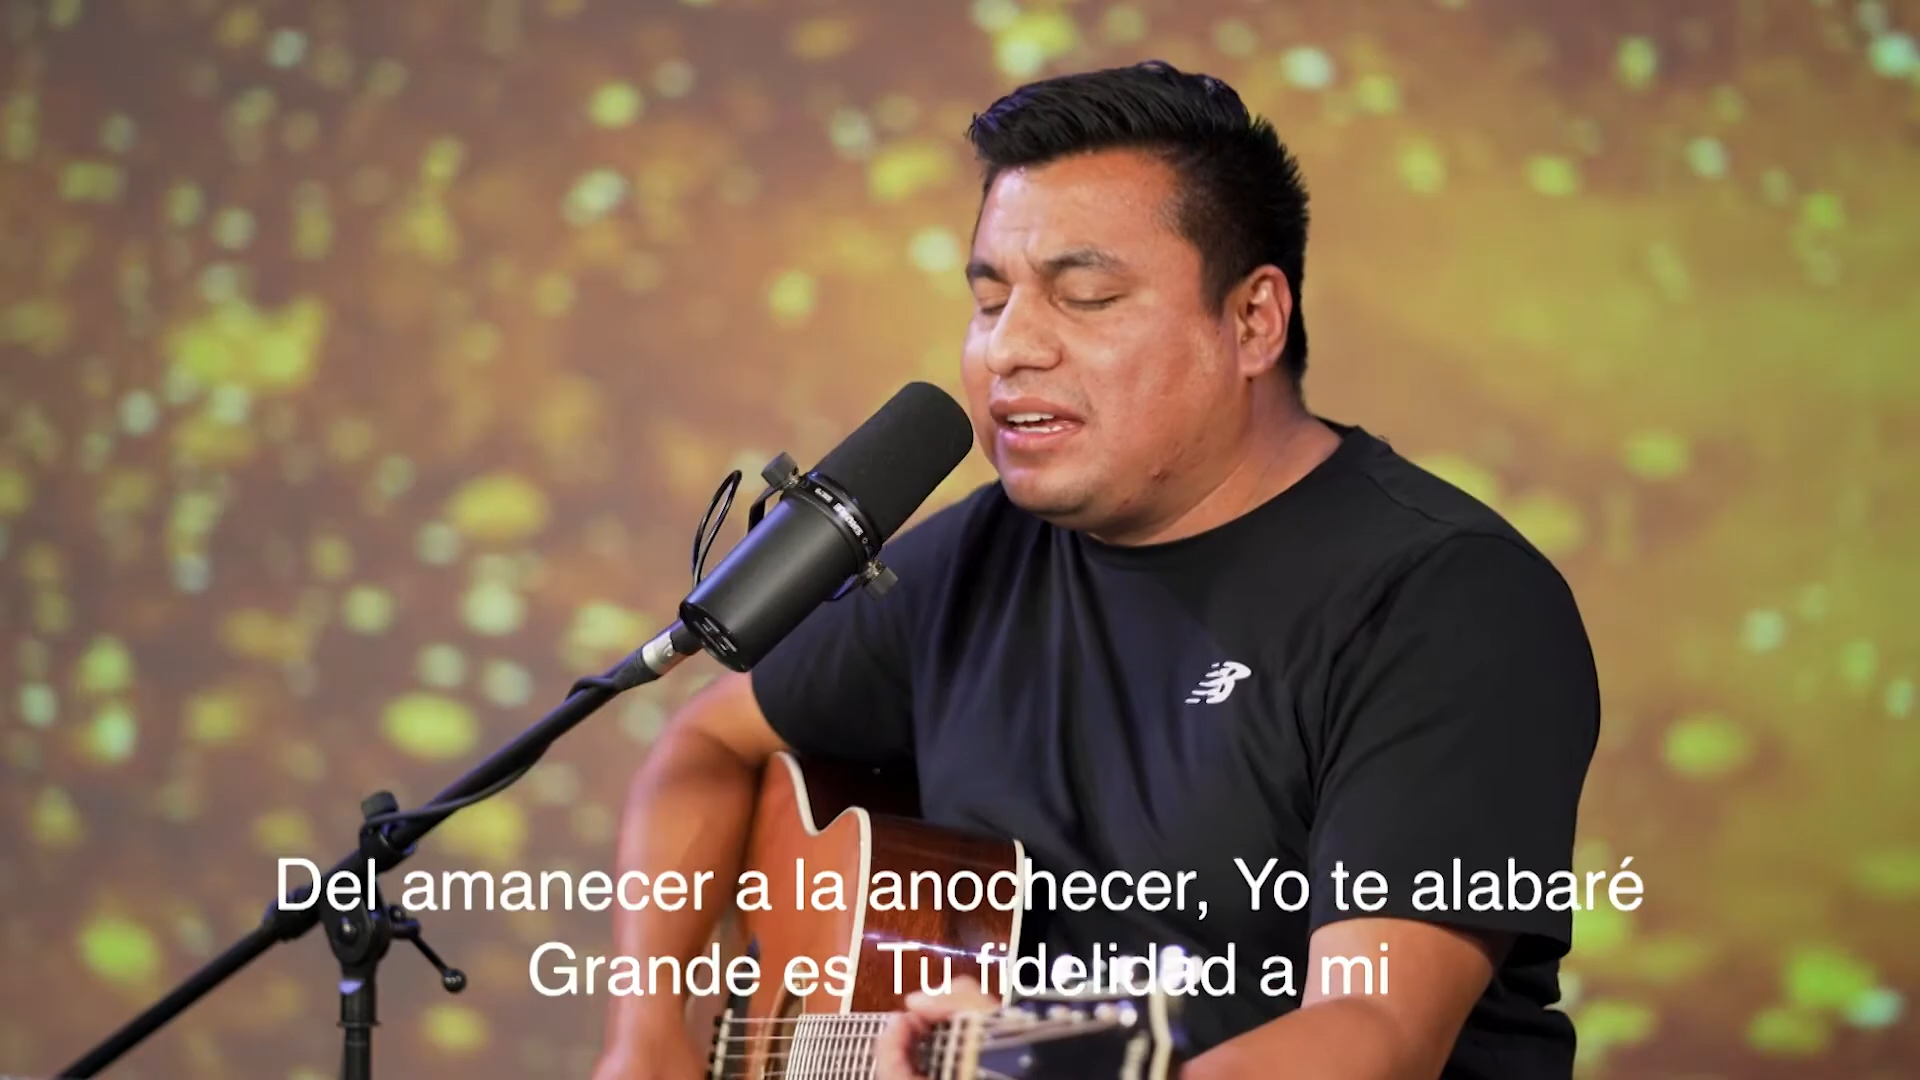 Del amanecer a la anochecer, Yo te alabaré
Grande es Tu fidelidad a mi